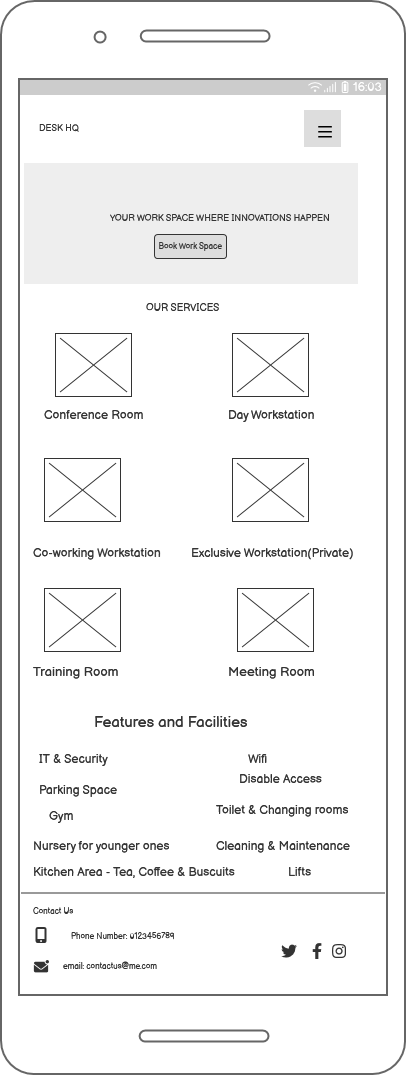 16:03
DESK HQ
YOUR WORK SPACE WHERE INNOVATIONS HAPPEN
Book Work Space
OUR SERVICES
Conference Room
Day Workstation
Co-working Workstation
Exclusive Workstation(Private)
Training Room
Meeting Room
Features and Facilities
IT & Security
Wifi
Disable Access
Parking Space
Toilet & Changing rooms
Gym
Nursery for younger ones
Cleaning & Maintenance
Kitchen Area - Tea, Coffee & Buscuits
Lifts
Contact Us
Phone Number: 0123456789
email: contactus@me.com